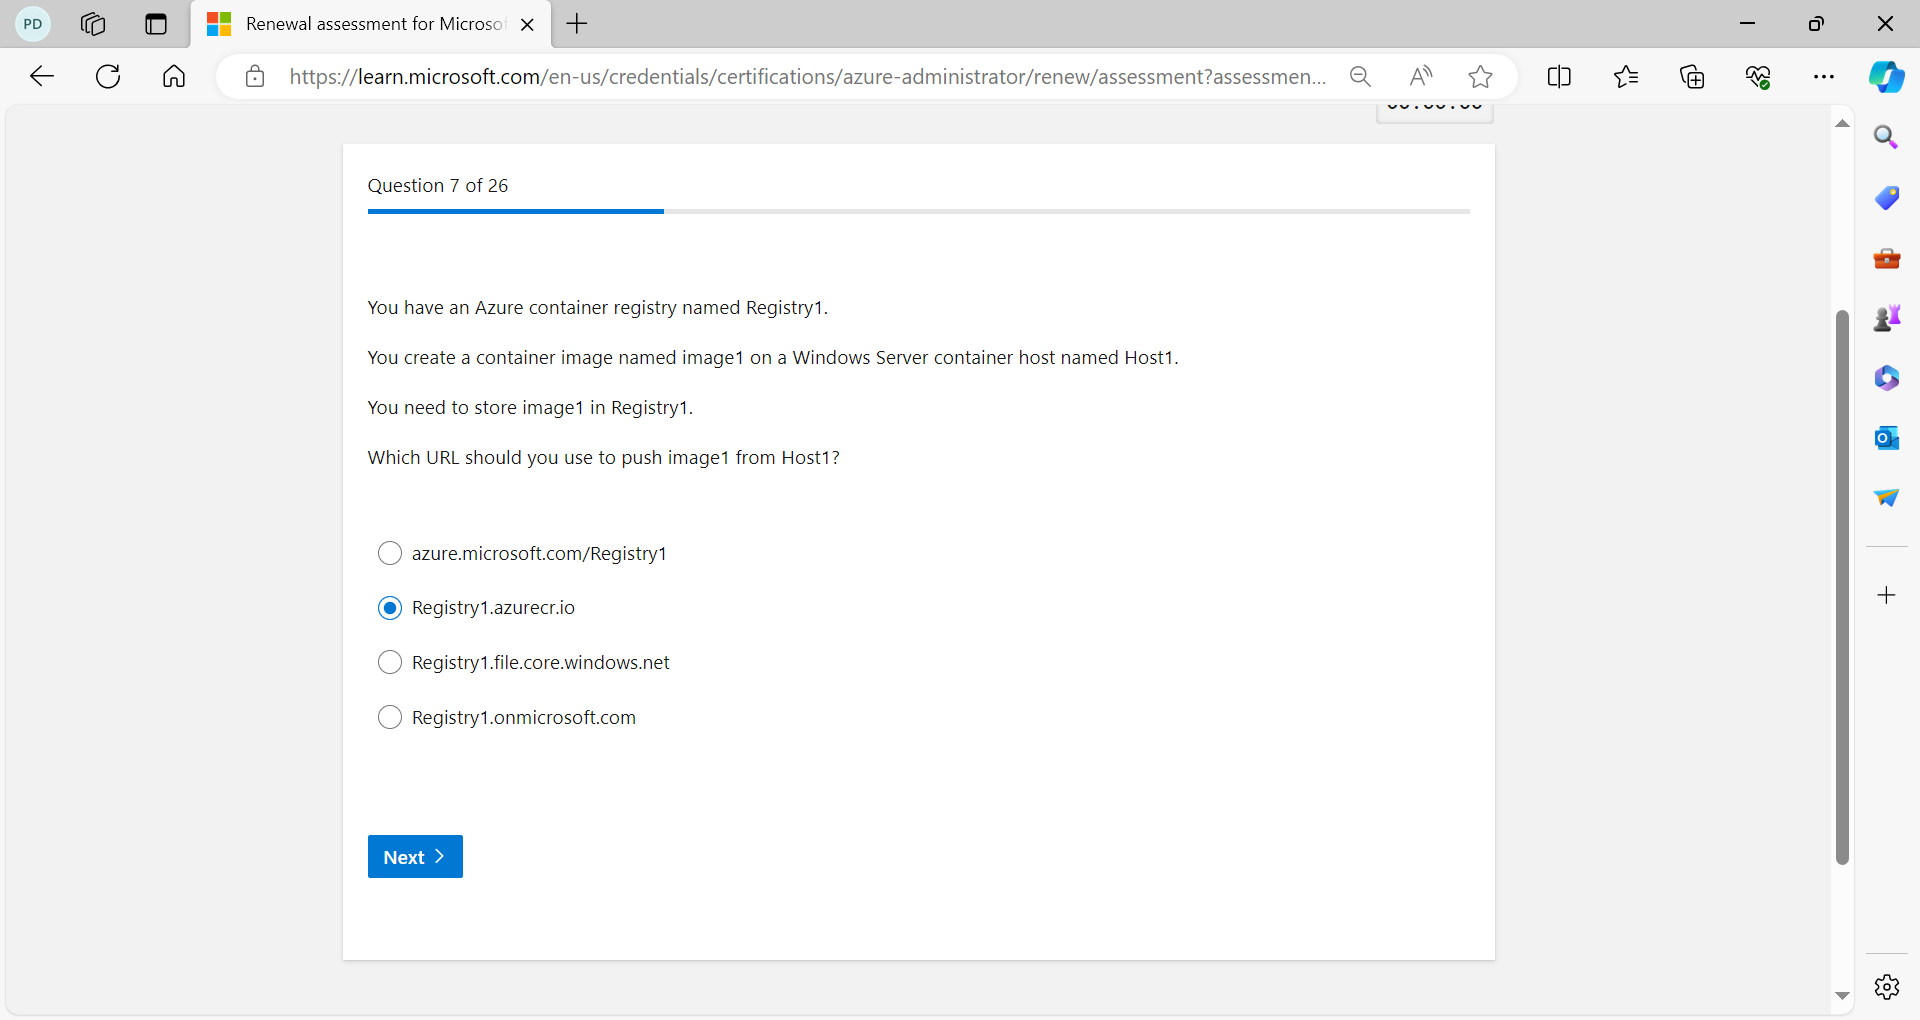 PD
Renewal assessment for Microso
https://learn.microsoft.com/en-us/credentials/certifications/azure-administrator/renew/assessment?assessmen...
Question 7 of 26
You have an Azure container registry named Registry1.
You create a container image named image1 on a Windows Server container host named Host1.
You need to store image1 in Registry1.
Which URL should you use to push image1 from Host1?
azure.microsoft.com/Registry1
Registry1.azurecr.io
Registry1.file.core.windows.net
Registry1.onmicrosoft.com
Next